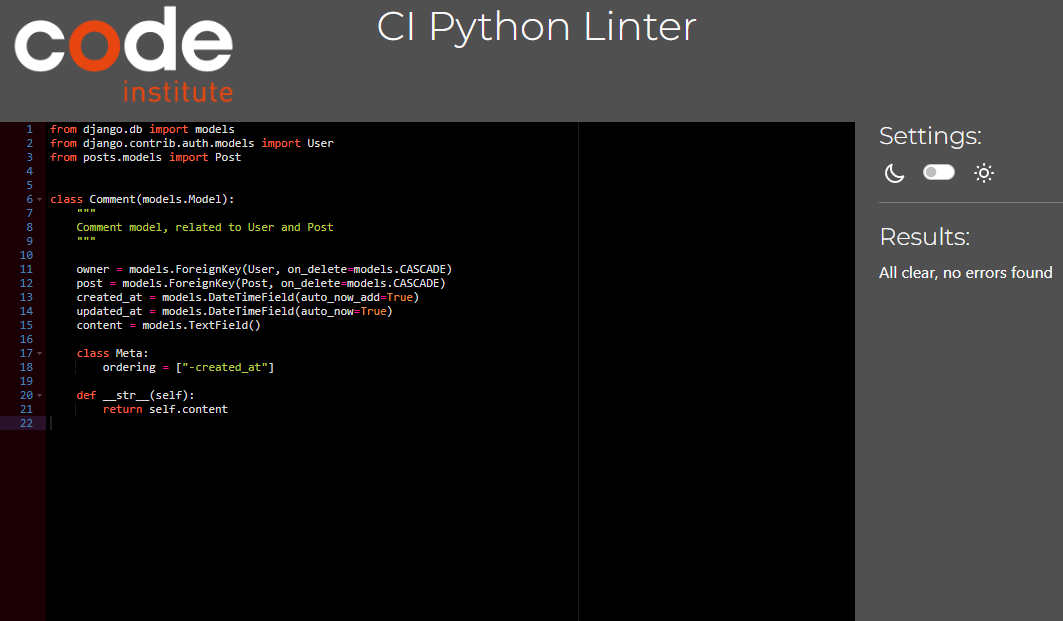 code
institute
CI Python Linter
1 from django.db import models
2 from django.contrib.auth.models import User
3 from posts.models import Post
4
5
6 class Comment(models.Model):
7     """
8     Comment model, related to User and Post
9     """
10
11     owner = models.ForeignKey(User, on_delete=models.CASCADE)
12     post = models.ForeignKey(Post, on_delete=models.CASCADE)
13     created_at = models.DateTimeField(auto_now_add=True)
14     updated_at = models.DateTimeField(auto_now=True)
15     content = models.TextField()
16
17     class Meta:
18         ordering = ["-created_at"]
19
20     def __str__(self):
21         return self.content
22
Settings:
Results:
All clear, no errors found